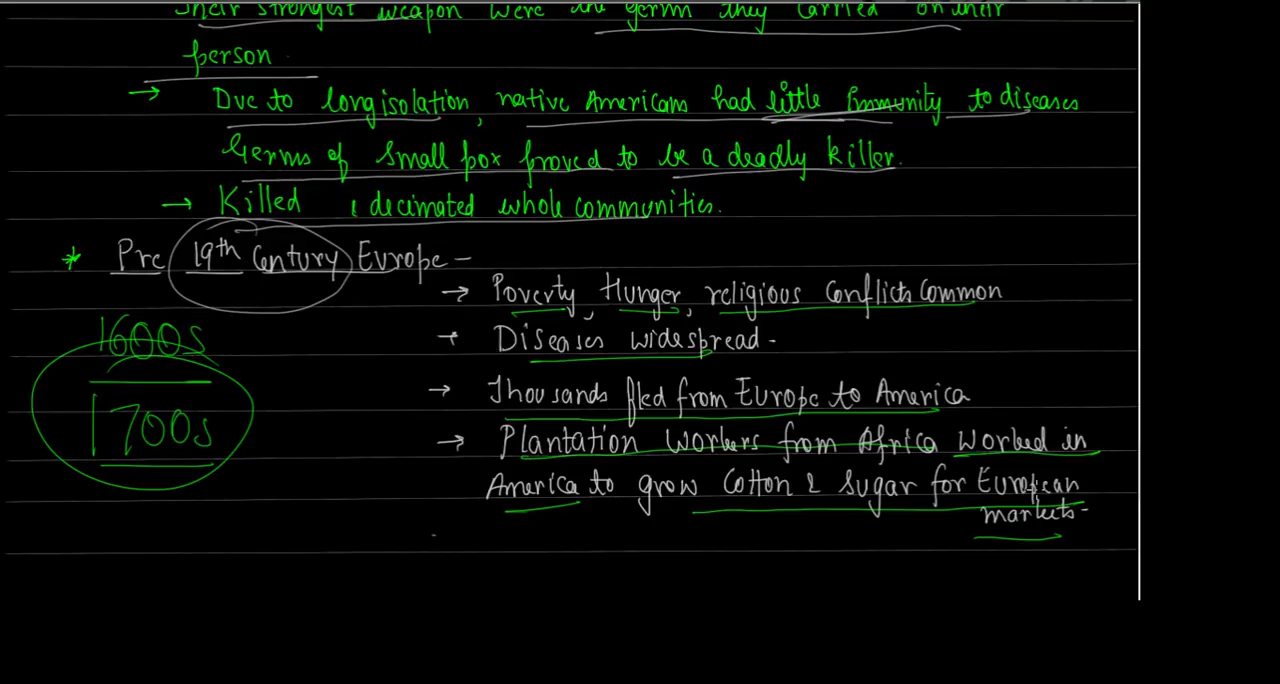 Their strongest weapon were the germ they carried on their
person
→ Due to long isolation, native Americans had little immunity to diseases
Germs of small pox proved to be a deadly killer.
→ Killed & decimated whole communities.
* Pre 19th Century Europe -
→ Poverty, Hunger, religious conflicts common
→ Diseases widespread.
1600s
→ Thousands fled from Europe to America
1700s
→ Plantation workers from Africa worked in
America to grow Cotton & Sugar for European
markets.